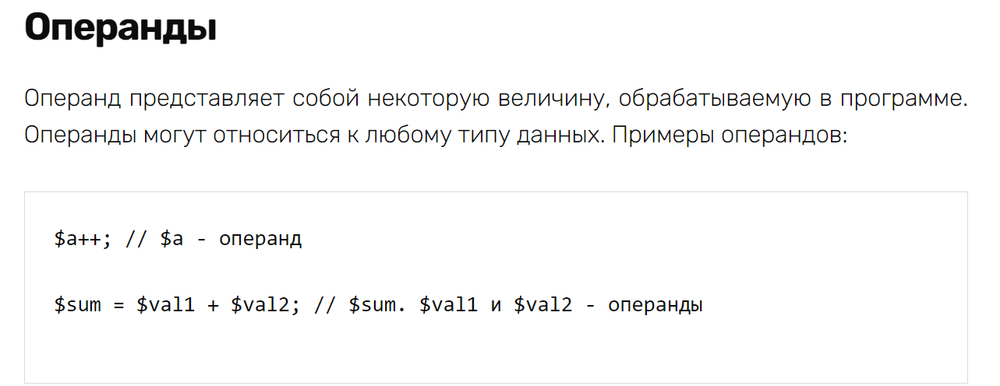 Операнды
Операнд представляет собой некоторую величину, обрабатываемую в программе.
Операнды могут относиться к любому типу данных. Примеры операндов:
$a++; // $a - операнд
$sum = $val1 + $val2; // $sum. $val1 и $val2 - операнды